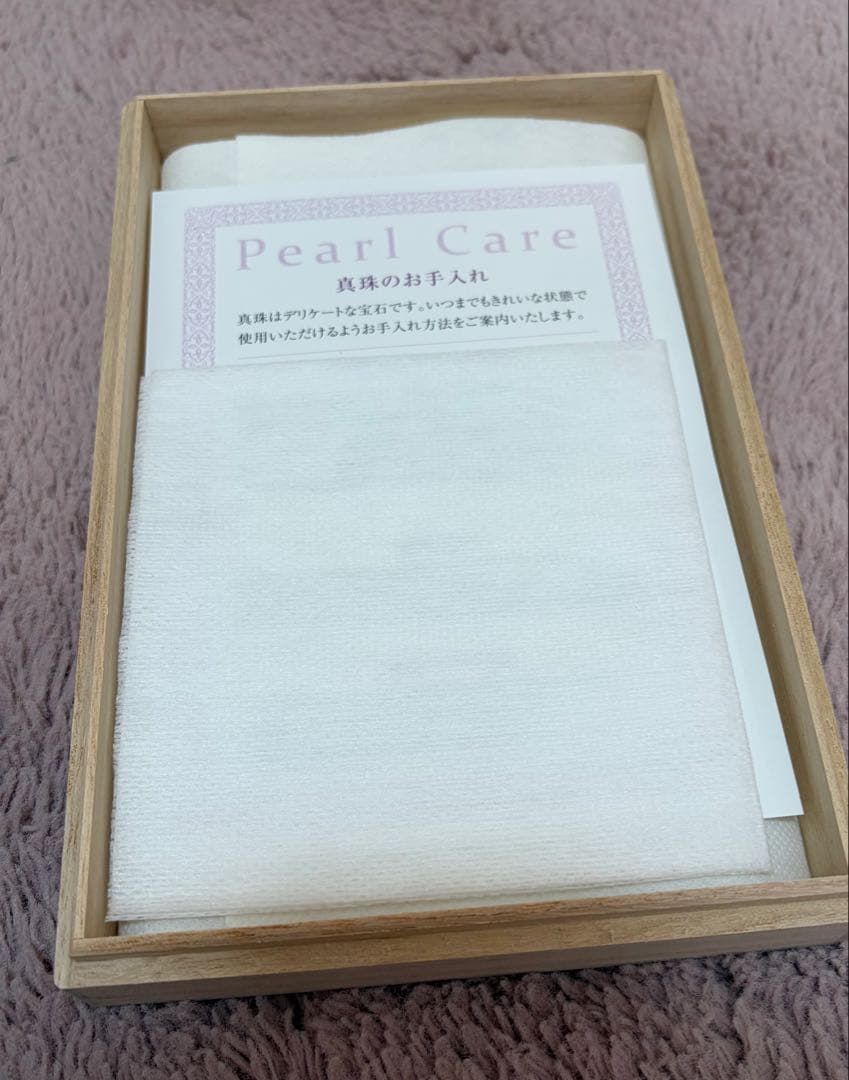 Pearl Care
真珠のお手入れ
真珠はデリケートな宝石です。いつまでもきれいな状態で
使用いただけるようお手入れ方法をご案内いたします。